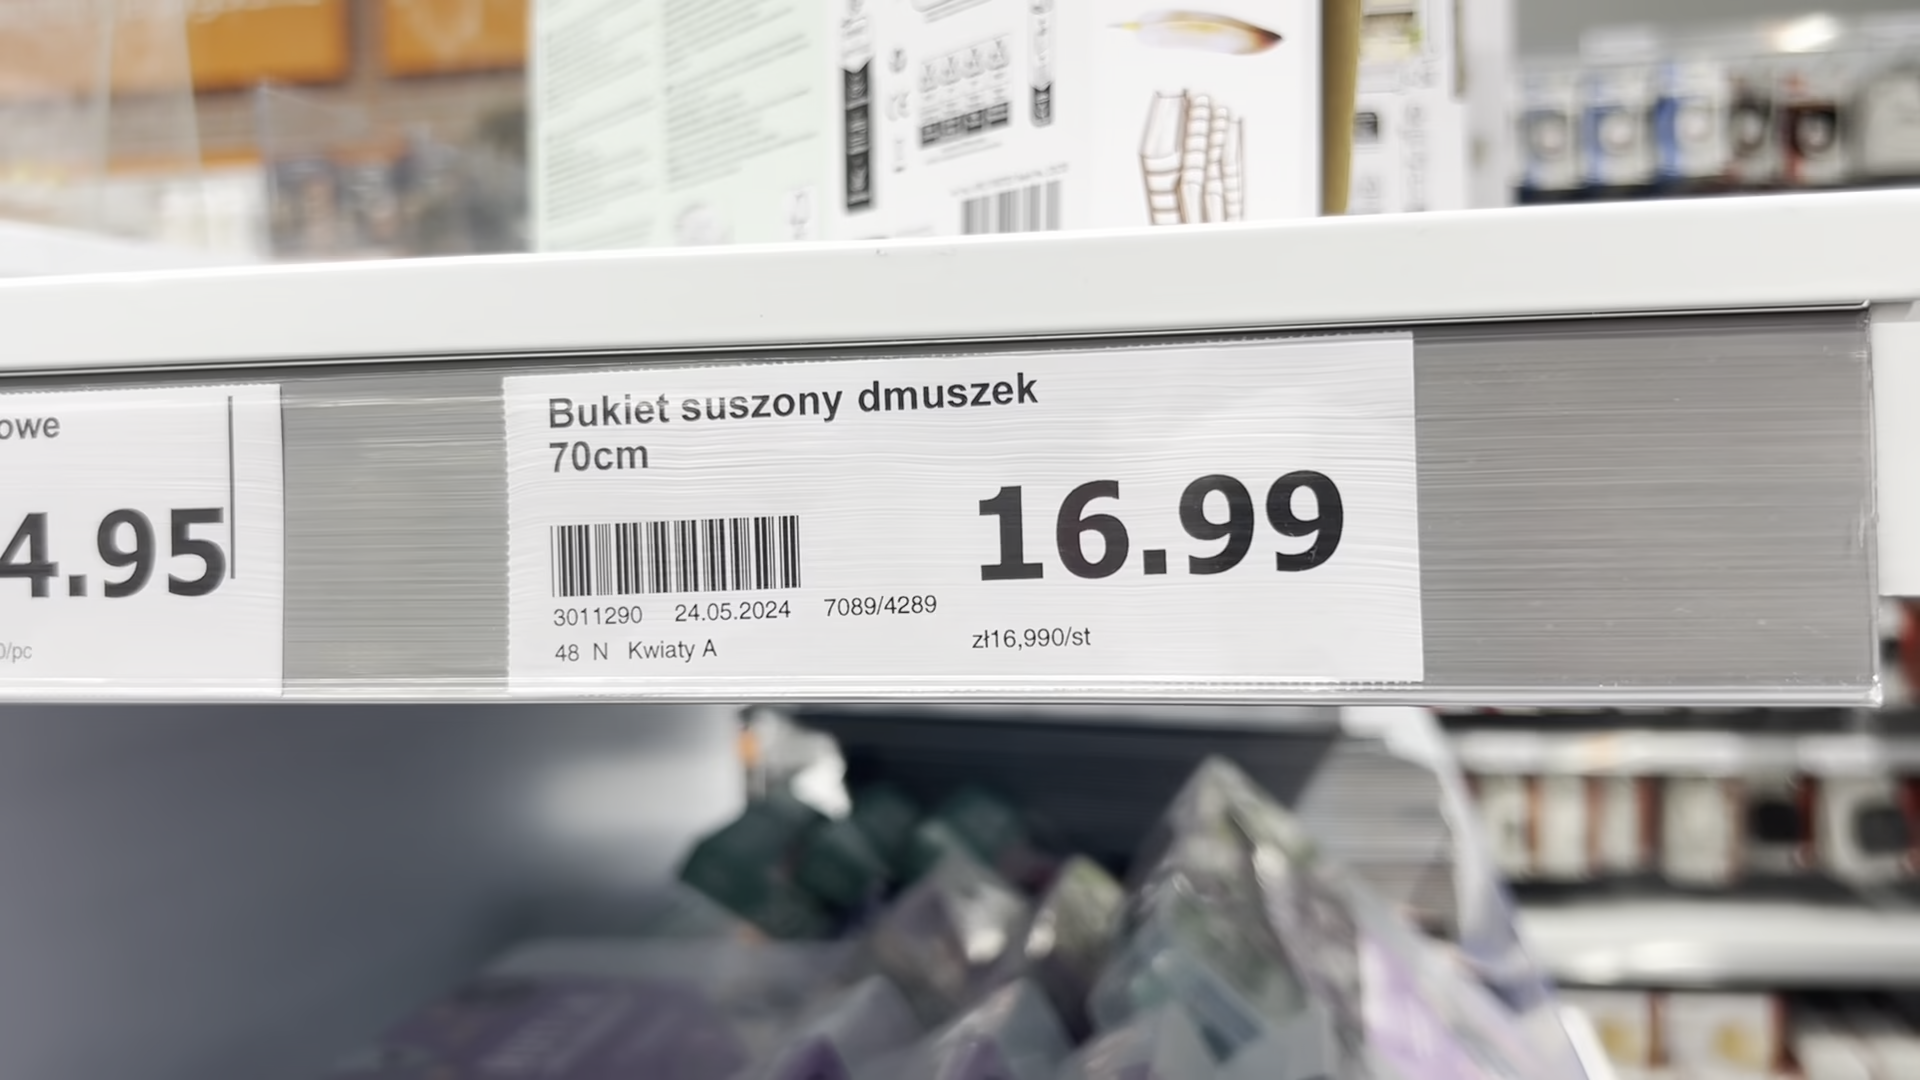 owe
4.95
0/pc
Bukiet suszony dmuszek
70cm
16.99
3011290 24.05.2024 7089/4289
48 N Kwiaty A
zł16,990/st